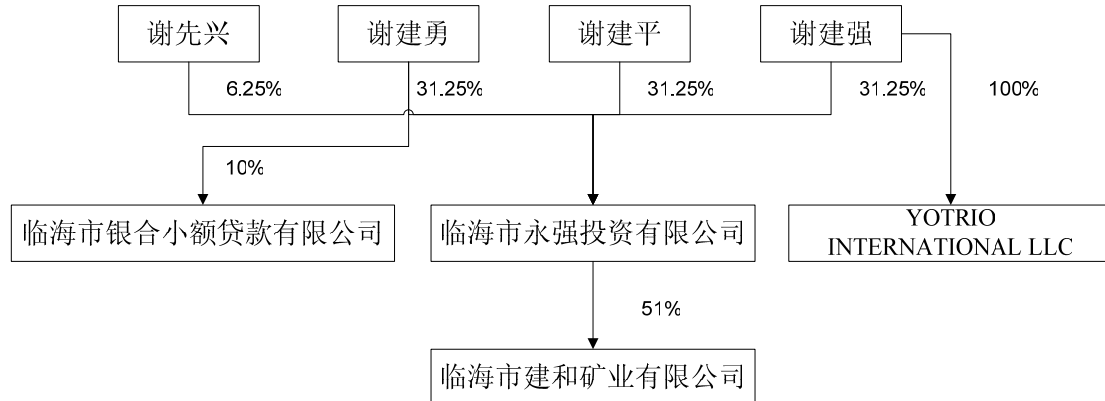 谢先兴
谢建勇
谢建平
谢建强
6.25%
31.25%
31.25%
31.25%
100%
10%
临海市银合小额贷款有限公司
临海市永强投资有限公司
YOTRIO
INTERNATIONAL LLC
51%
临海市建和矿业有限公司